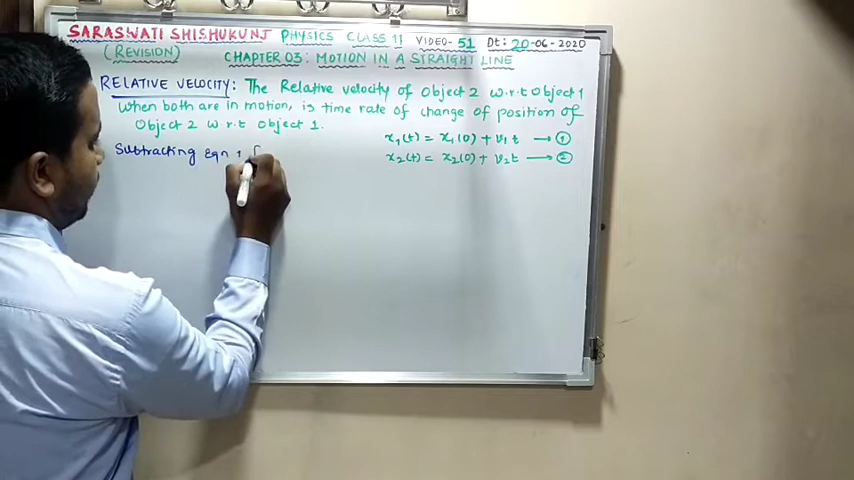 SARASWATI SHISHUKUNJ PHYSICS CLASS 11 VIDEO-51 Dt: 20-06-2020
(REVISION) CHAPTER 03: MOTION IN A STRAIGHT LINE
RELATIVE VELOCITY: The Relative velocity of Object 2 w.r.t Object 1
when both are in motion, is time rate of change of position of
Object 2 w.r.t Object 1.
x₁(t) = x₁(0) + v₁t → ①
x₂(t) = x₂(0) + v₂t → ②
Subtracting Eqn 1